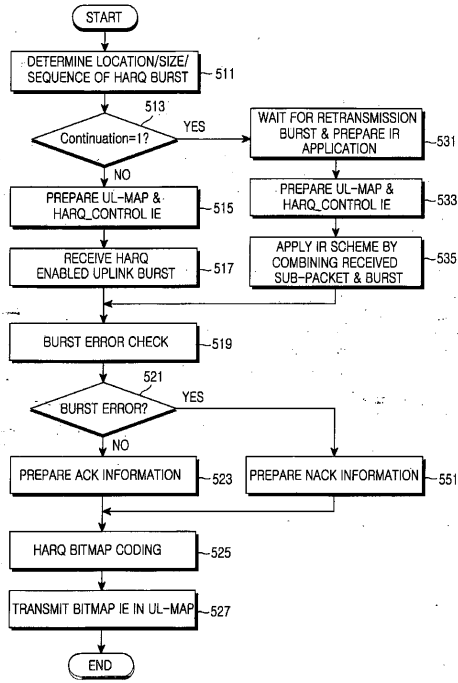 START
DETERMINE LOCATION/SIZE/
SEQUENCE OF HARQ BURST
511
513
Continuation=1?
YES
NO
WAIT FOR RETRANSMISSION
BURST & PREPARE IR
APPLICATION
531
PREPARE UL-MAP &
HARQ_CONTROL IE
515
PREPARE UL-MAP &
HARQ_CONTROL IE
533
RECEIVE HARQ
ENABLED UPLINK BURST
517
APPLY IR SCHEME BY
COMBINING RECEIVED
SUB-PACKET & BURST
535
BURST ERROR CHECK
519
521
BURST ERROR?
YES
NO
PREPARE ACK INFORMATION
523
PREPARE NACK INFORMATION
551
HARQ BITMAP CODING
525
TRANSMIT BITMAP IE IN UL-MAP
527
END